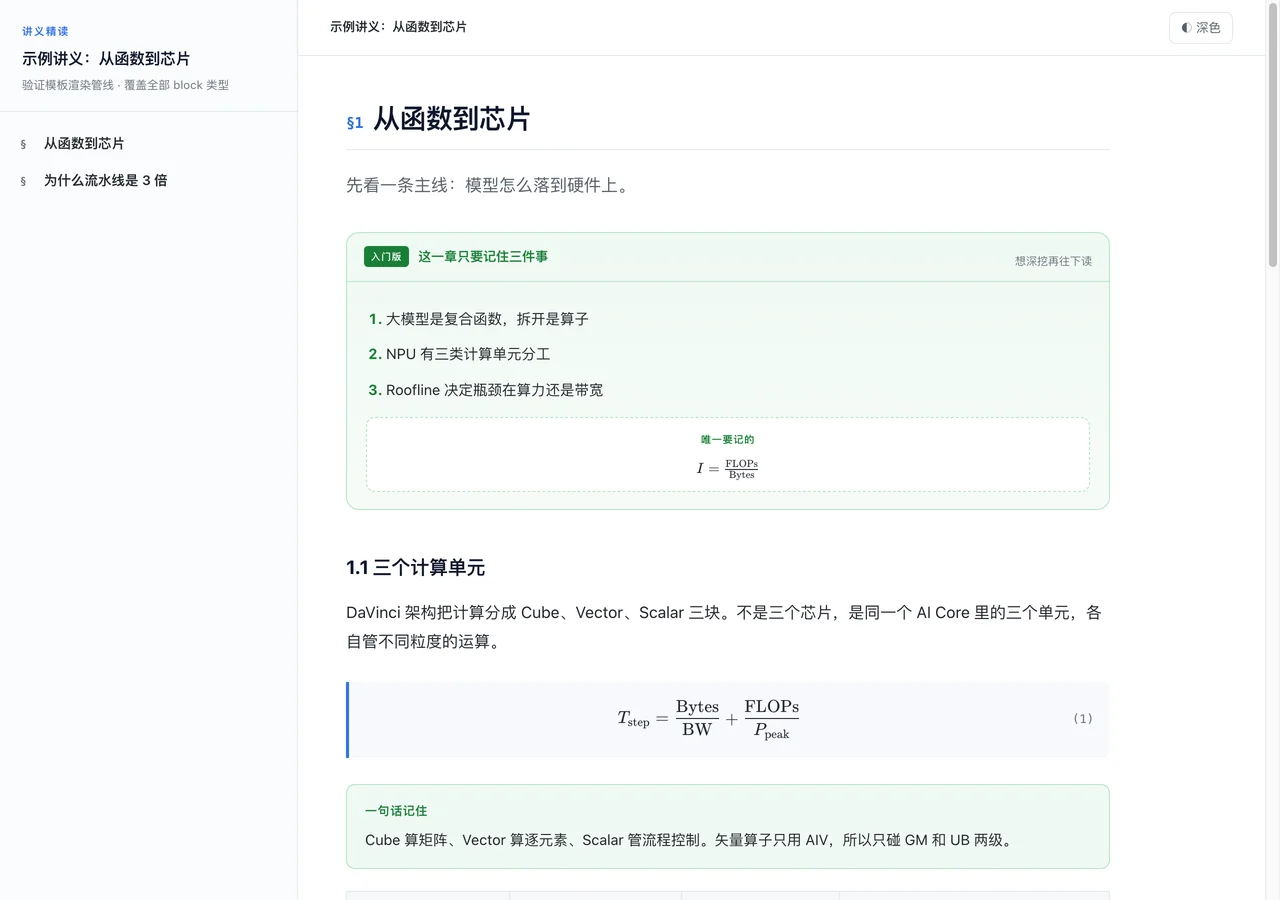 讲义精读
示例讲义：从函数到芯片
验证模板渲染管线 · 覆盖全部 block 类型
§ 从函数到芯片
§ 为什么流水线是 3 倍
示例讲义：从函数到芯片
深色
§1 从函数到芯片
先看一条主线：模型怎么落到硬件上。
入门版 这一章只要记住三件事
想深挖再往下读
1. 大模型是复合函数，拆开是算子
2. NPU 有三类计算单元分工
3. Roofline 决定瓶颈在算力还是带宽
唯一要记的
I = FLOPs / Bytes
1.1 三个计算单元
DaVinci 架构把计算分成 Cube、Vector、Scalar 三块。不是三个芯片，是同一个 AI Core 里的三个单元，各
自管不同粒度的运算。
T_step = Bytes / BW + FLOPs / P_peak (1)
一句话记住
Cube 算矩阵、Vector 算逐元素、Scalar 管流程控制。矢量算子只用 AIV，所以只碰 GM 和 UB 两级。